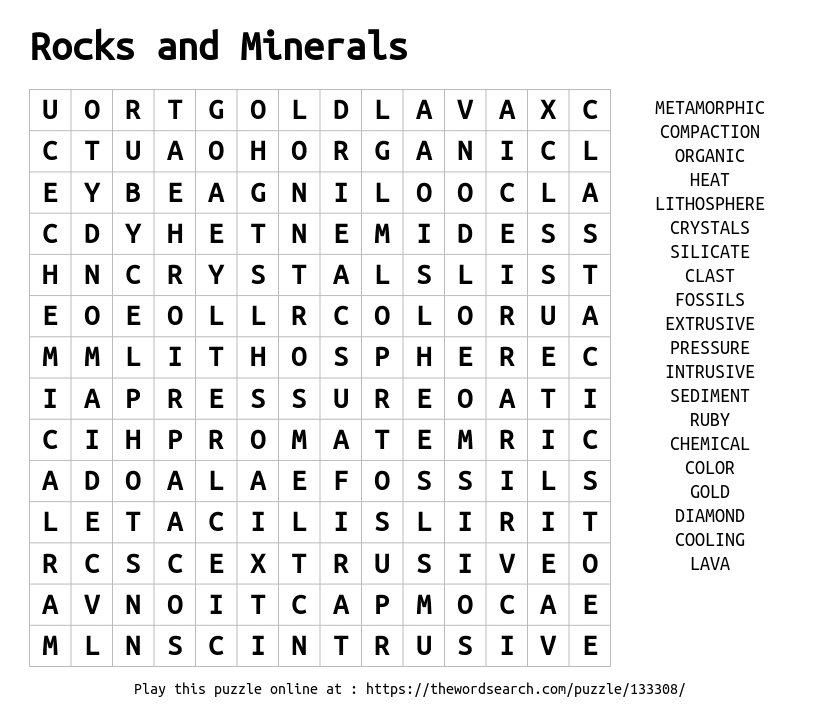 Rocks and Minerals
U O R T G O L D L A V A X C
C T U A O H O R G A N I C L
E Y B E A G N I L O O C L A
C D Y H E T N E M I D E S S
H N C R Y S T A L S L I S T
E O E O L L R C O L O R U A
M M L I T H O S P H E R E C
I A P R E S S U R E O A T I
C I H P R O M A T E M R I C
A D O A L A E F O S S I L S
L E T A C I L I S L I R I T
R C S C E X T R U S I V E O
A V N O I T C A P M O C A E
M L N S C I N T R U S I V E
METAMORPHIC
COMPACTION
ORGANIC
HEAT
LITHOSPHERE
CRYSTALS
SILICATE
CLAST
FOSSILS
EXTRUSIVE
PRESSURE
INTRUSIVE
SEDIMENT
RUBY
CHEMICAL
COLOR
GOLD
DIAMOND
COOLING
LAVA
Play this puzzle online at : https://thewordsearch.com/puzzle/133308/